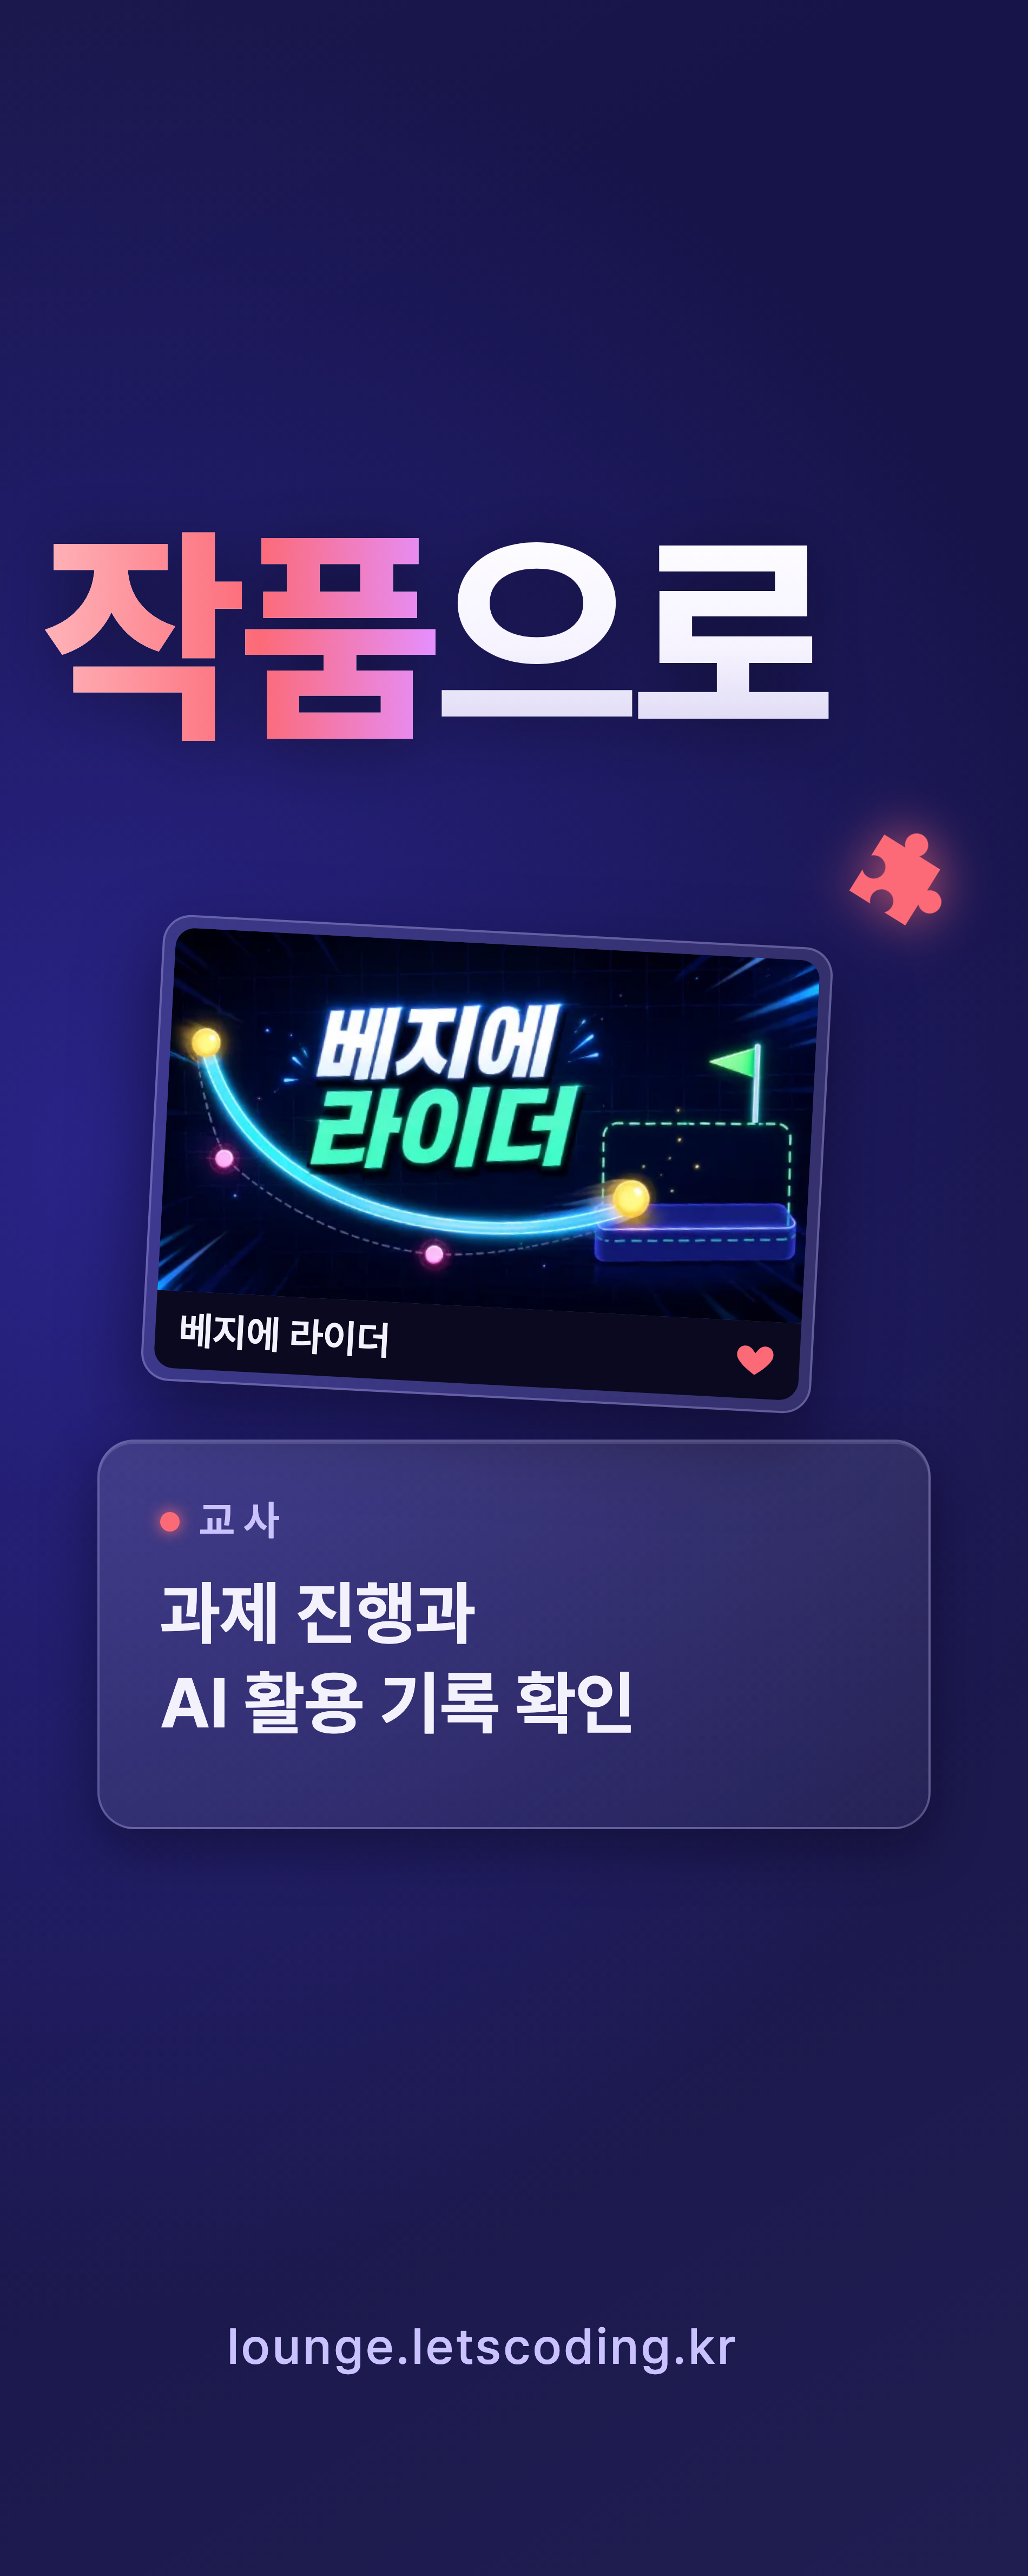 작품으로
베지에
라이더
베지에 라이더
교사
과제 진행과
AI 활용 기록 확인
lounge.letscoding.kr